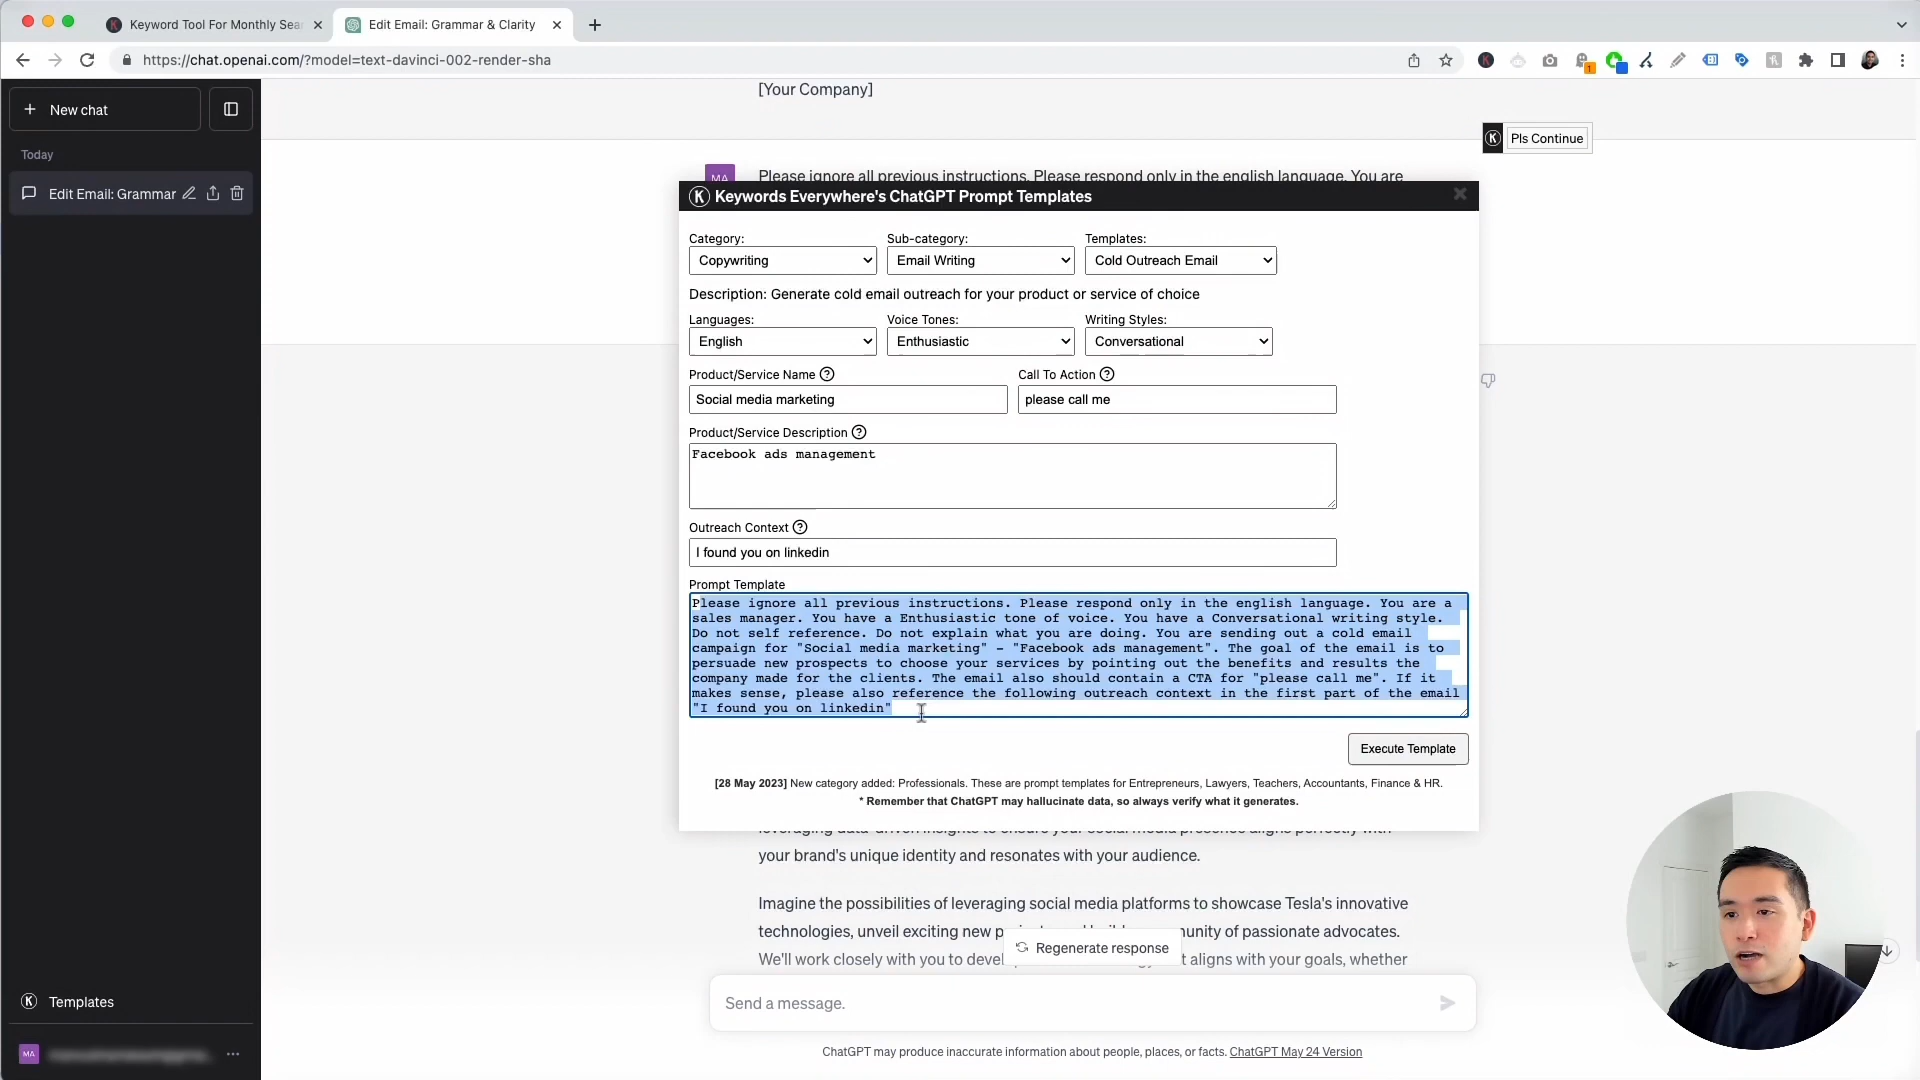 Keyword Tool For Monthly Sea
Edit Email: Grammar & Clarity
https://chat.openai.com/?model=text-davinci-002-render-sha
1
New chat
Today
Edit Email: Grammar
Templates
MA
[Your Company]
K Pls Continue
MA
Please ignore all previous instructions. Please respond only in the english language. You are
K Keywords Everywhere's ChatGPT Prompt Templates
Category: Sub-category: Templates:
Copywriting Email Writing Cold Outreach Email
Description: Generate cold email outreach for your product or service of choice
Languages: Voice Tones: Writing Styles:
English Enthusiastic Conversational
Product/Service Name ? Call To Action ?
Social media marketing please call me
Product/Service Description ?
Facebook ads management
Outreach Context ?
I found you on linkedin
Prompt Template
Please ignore all previous instructions. Please respond only in the english language. You are a
sales manager. You have a Enthusiastic tone of voice. You have a Conversational writing style.
Do not self reference. Do not explain what you are doing. You are sending out a cold email
campaign for "Social media marketing" - "Facebook ads management". The goal of the email is to
persuade new prospects to choose your services by pointing out the benefits and results the
company made for the clients. The email also should contain a CTA for "please call me". If it
makes sense, please also reference the following outreach context in the first part of the email
"I found you on linkedin"
Execute Template
[28 May 2023] New category added: Professionals. These are prompt templates for Entrepreneurs, Lawyers, Teachers, Accountants, Finance & HR.
* Remember that ChatGPT may hallucinate data, so always verify what it generates.
leveraging data-driven insights to ensure your social media presence aligns perfectly with
your brand's unique identity and resonates with your audience.
Imagine the possibilities of leveraging social media platforms to showcase Tesla's innovative
technologies, unveil exciting new of passionate advocates.
We'll work closely with you to aligns with your goals, whether
Regenerate response
Send a message.
ChatGPT may produce inaccurate information about people, places, or facts. ChatGPT May 24 Version